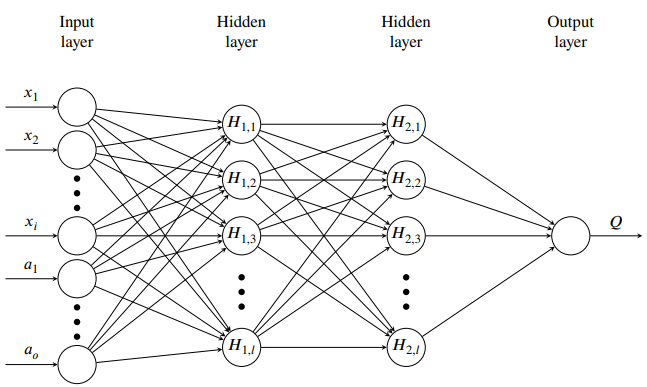 Input Hidden Hidden Output
layer layer layer layer
x₁
x₂
xᵢ
a₁
aₒ
H₁,₁ H₂,₁
H₁,₂ H₂,₂
H₁,₃ H₂,₃
H₁,ₗ H₂,ₗ
Q